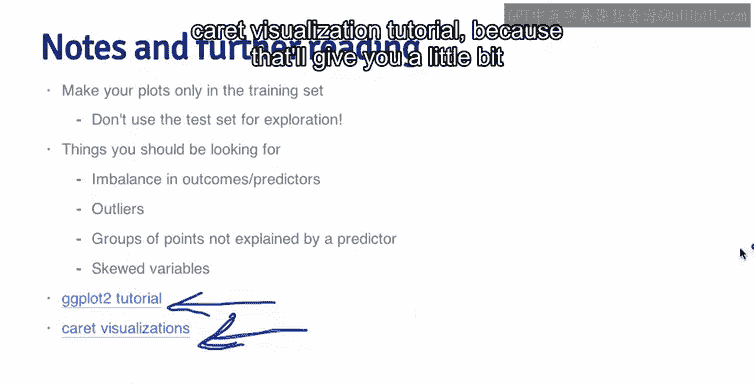 caret visualization tutorial, because
that'll give you a little bit
Notes and further reading
· Make your plots only in the training set
- Don't use the test set for exploration!
· Things you should be looking for
- Imbalance in outcomes/predictors
- Outliers
- Groups of points not explained by a predictor
- Skewed variables
· ggplot2 tutorial
· caret visualizations